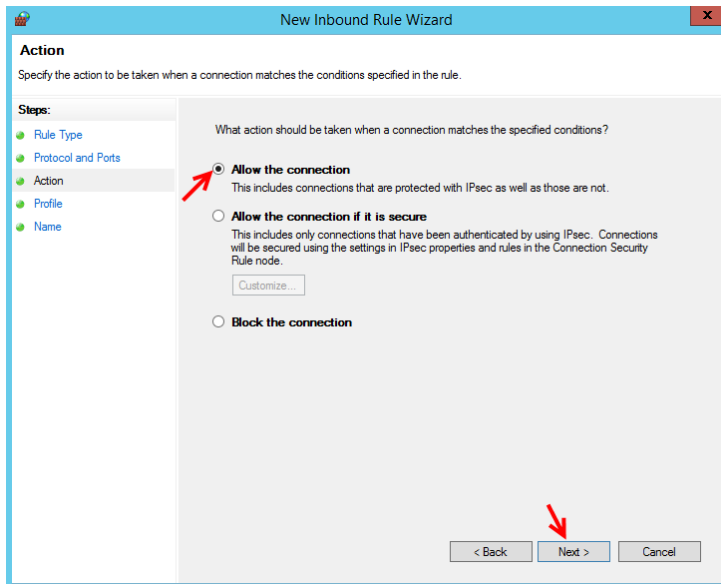 New Inbound Rule Wizard
x
Action
Specify the action to be taken when a connection matches the conditions specified in the rule.
Steps:
Rule Type
Protocol and Ports
Action
Profile
Name
What action should be taken when a connection matches the specified conditions?
Allow the connection
This includes connections that are protected with IPsec as well as those are not.
Allow the connection if it is secure
This includes only connections that have been authenticated by using IPsec. Connections
will be secured using the settings in IPsec properties and rules in the Connection Security
Rule node.
Customize...
Block the connection
< Back
Next >
Cancel